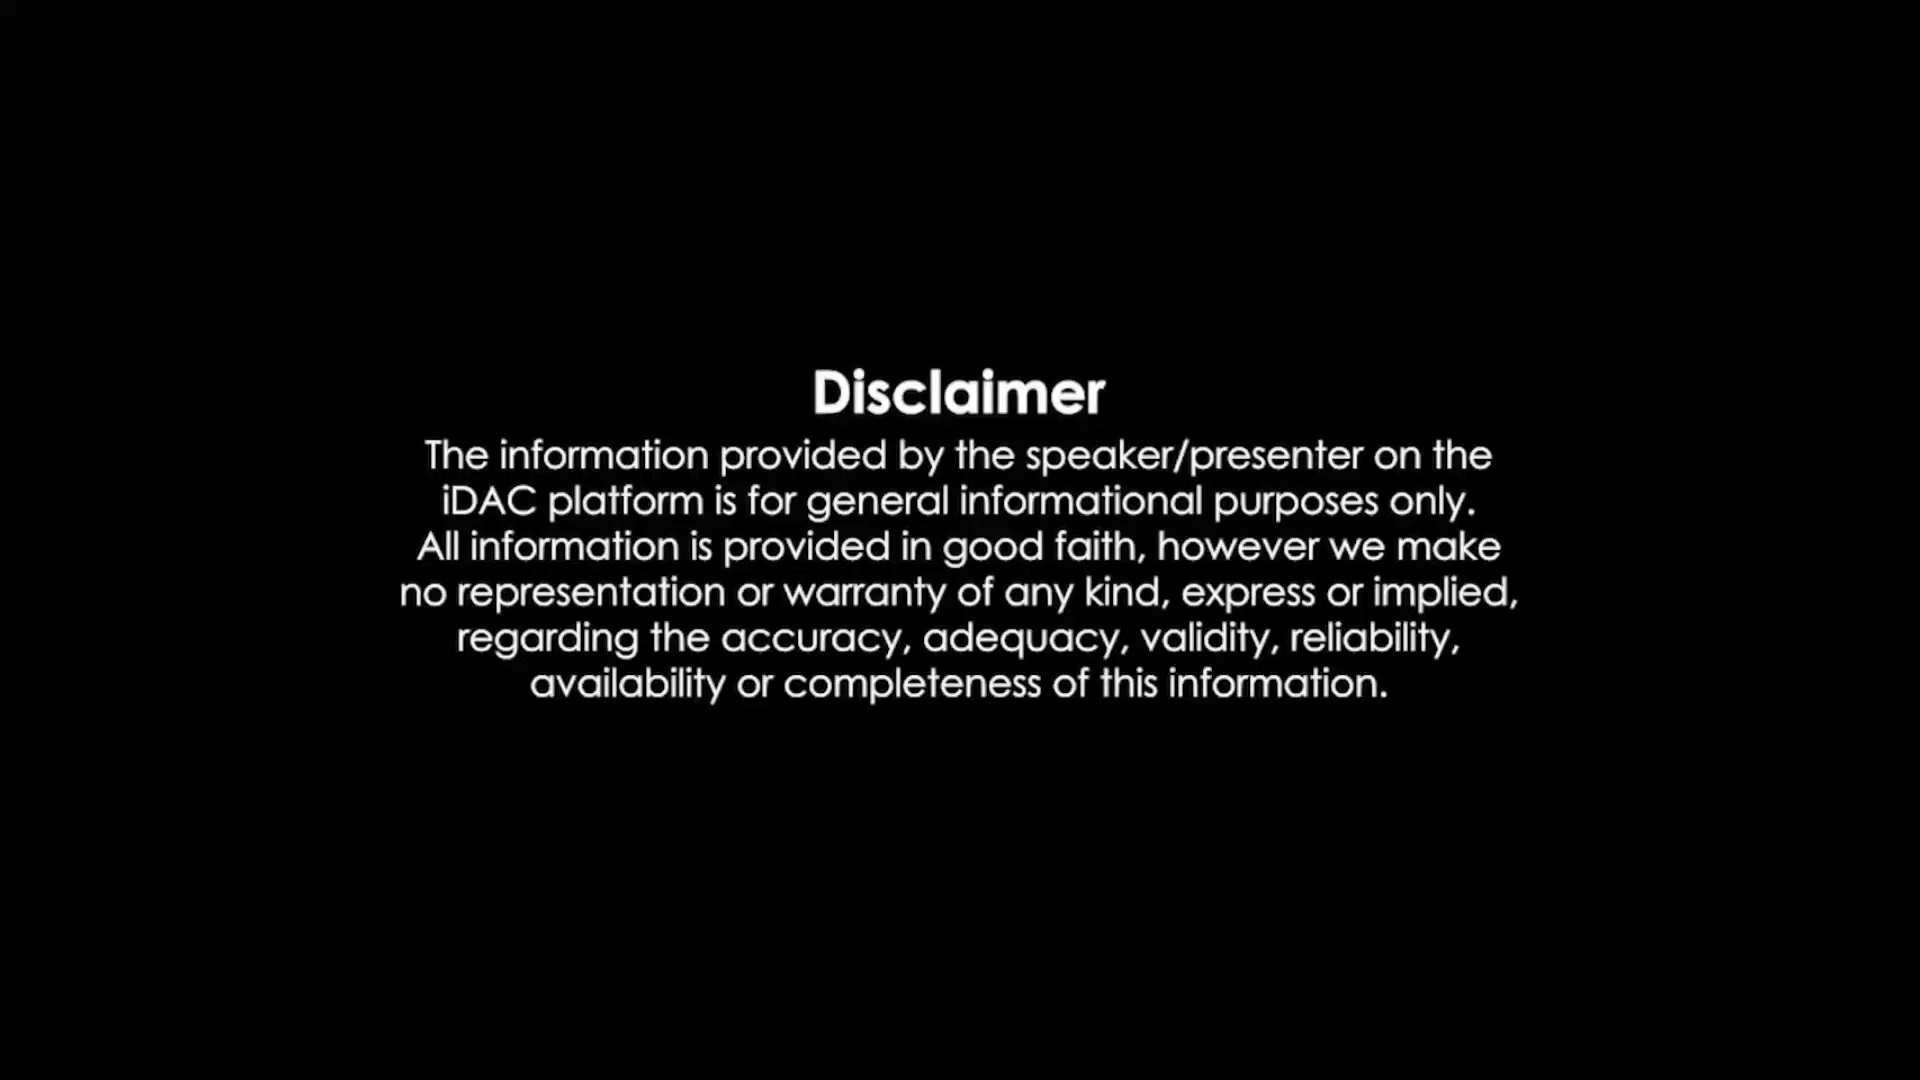 Disclaimer
The information provided by the speaker/presenter on the
iDAC platform is for general informational purposes only.
All information is provided in good faith, however we make
no representation or warranty of any kind, express or implied,
regarding the accuracy, adequacy, validity, reliability,
availability or completeness of this information.